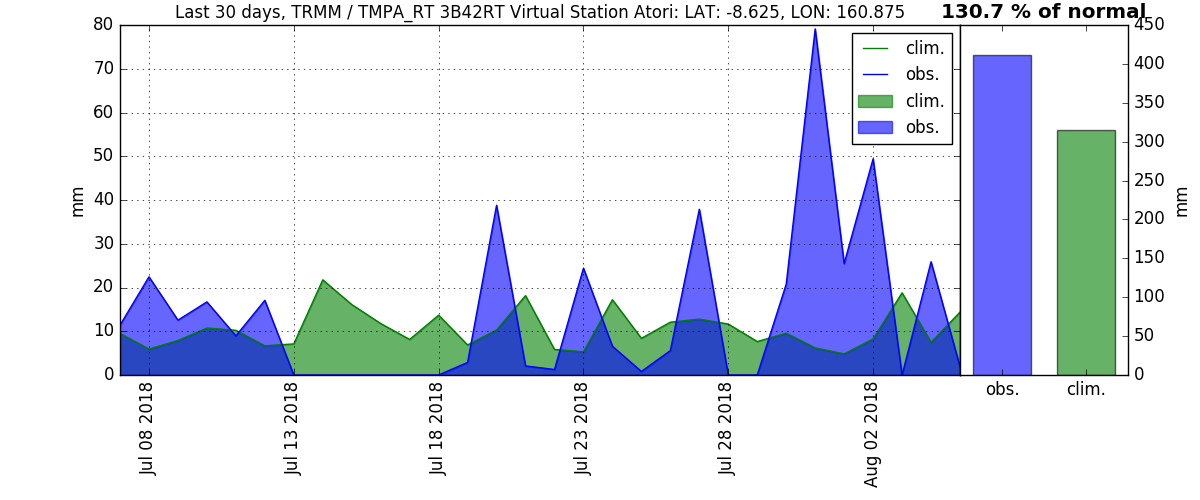 Last 30 days, TRMM / TMPA_RT 3B42RT Virtual Station Atori: LAT: -8.625, LON: 160.875
130.7 % of normal
mm
80
70
60
50
40
30
20
10
0
clim.
obs.
clim.
obs.
Jul 08 2018
Jul 13 2018
Jul 18 2018
Jul 23 2018
Jul 28 2018
Aug 02 2018
450
400
350
300
250
200
150
100
50
0
mm
obs.
clim.